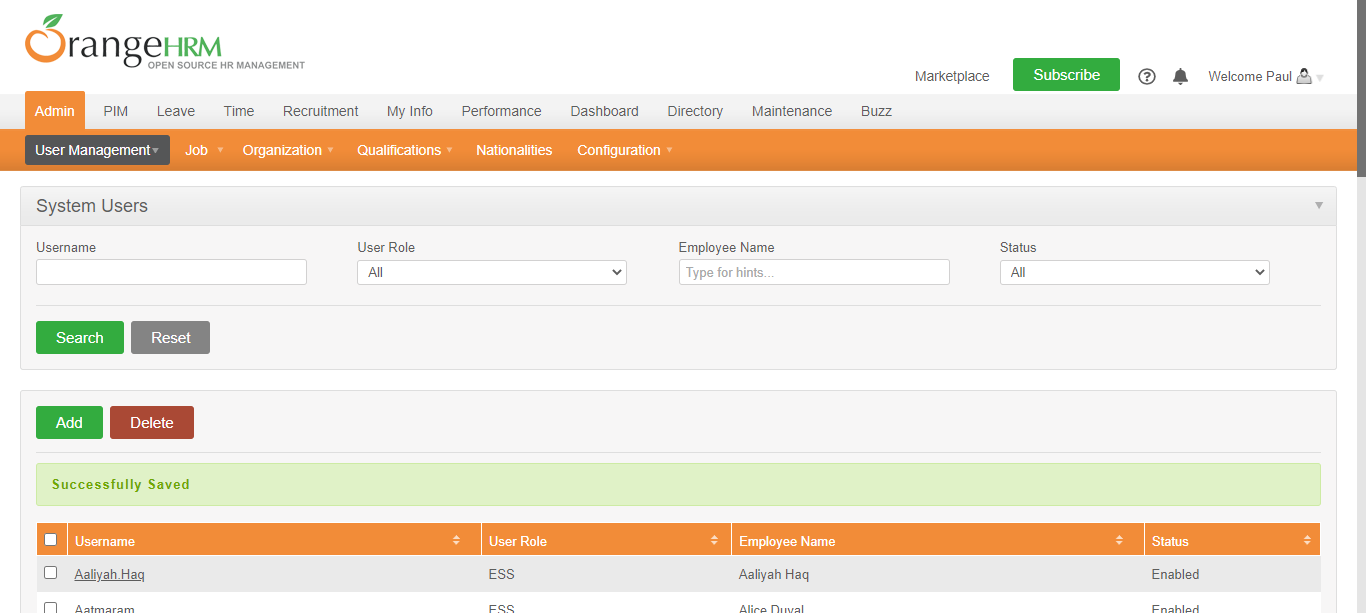 OrangeHRM
OPEN SOURCE HR MANAGEMENT
Marketplace Subscribe ? Welcome Paul
Admin PIM Leave Time Recruitment My Info Performance Dashboard Directory Maintenance Buzz
User Management Job Organization Qualifications Nationalities Configuration
System Users
Username User Role Employee Name Status
All Type for hints... All
Search Reset
Add Delete
Successfully Saved
Username User Role Employee Name Status
Aaliyah.Haq ESS Aaliyah Haq Enabled
Aatmaram ESS Alice Duval Enabled